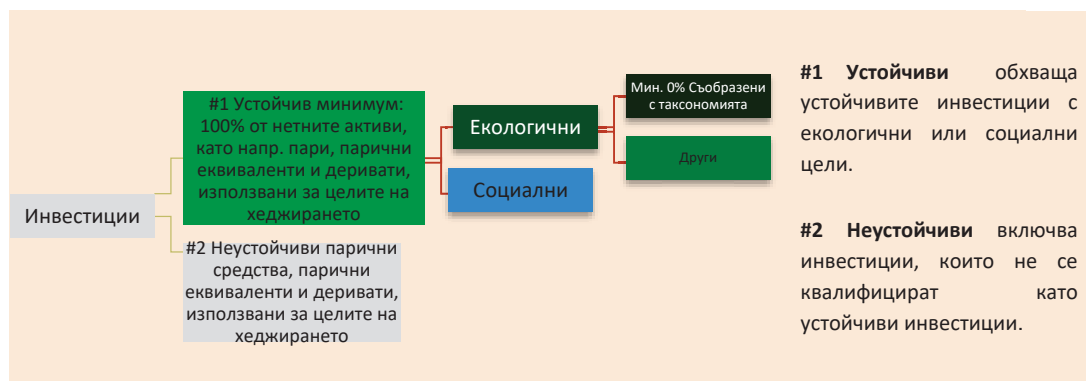 Инвестиции
#1 Устойчив минимум:
100% от нетните активи,
като напр. пари, парични
еквиваленти и деривати,
използвани за целите на
хеджирането
#2 Неустойчиви парични
средства, парични
еквиваленти и деривати,
използвани за целите на
хеджирането
Екологични
Социални
Мин. 0% Съобразени
с таксономията
Други
#1 Устойчиви обхваща
устойчивите инвестиции с
екологични или социални
цели.
#2 Неустойчиви включва
инвестиции, които не се
квалифицират като
устойчиви инвестиции.